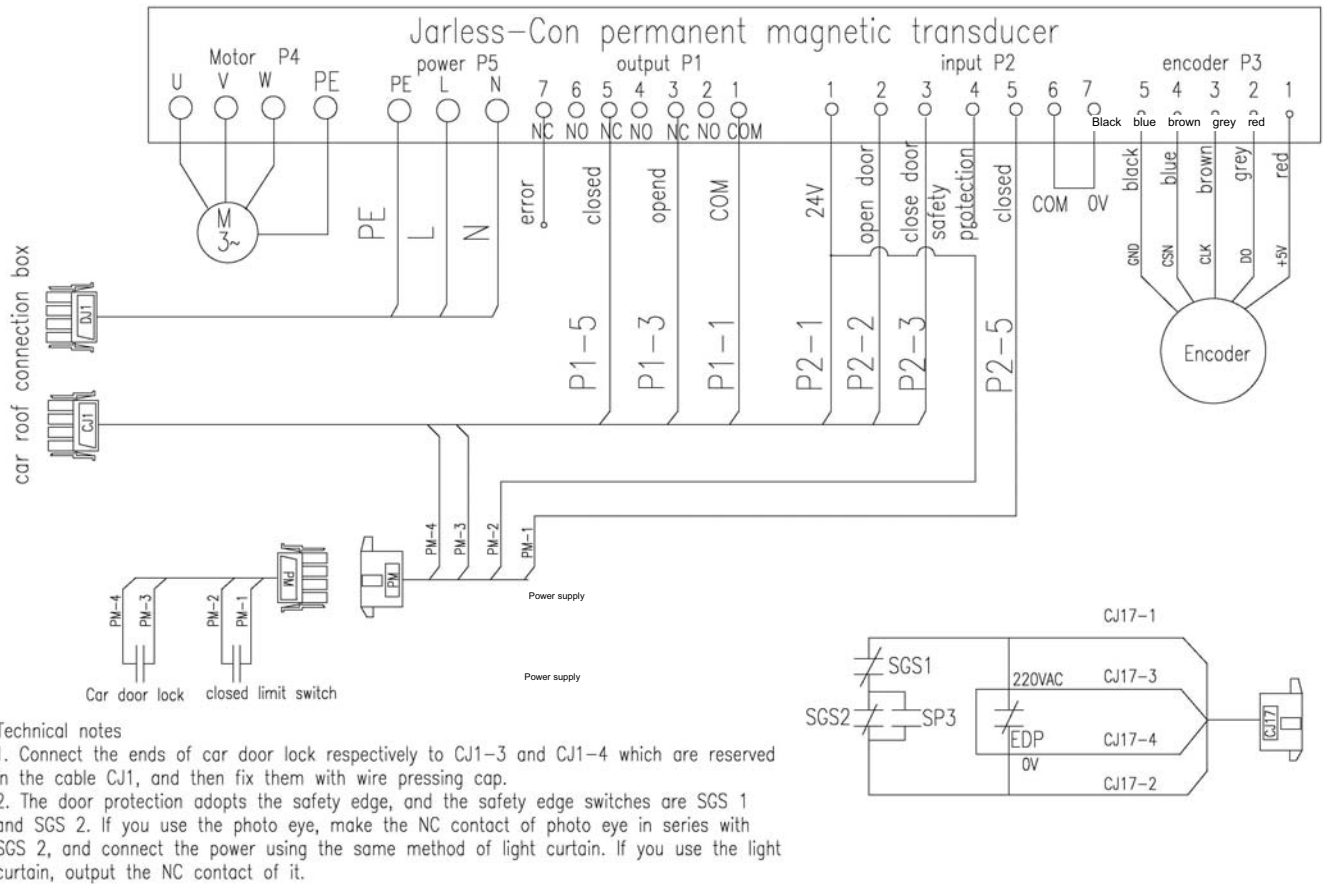 Jarless-Con permanent magnetic transducer
Motor P4
power P5
output P1
input P2
encoder P3
U V W PE
PE L N
7 6 5 4 3 2 1
NC NO NC NO NC NO COM
1 2 3 4 5 6 7
5 4 3 2 1
Black blue brown grey red
M
3~
PE
L
N
error
closed
opend
COM
24V
open door
close door
safety
pgotection
closed
COM 0V
black
blue
brown
grey
red
GND
CSN
CLK
DO
+5V
Encoder
car roof connection box
DJ1
CJ1
P1-5
P1-3
P1-1
P2-1
P2-2
P2-3
P2-5
PM-4
PM-3
PM-2
PM-1
PM
PM
PM-4
PM-3
PM-2
PM-1
Car door lock
closed limit switch
Power supply
Power supply
CJ17-1
SGS1
220VAC
CJ17-3
SGS2
SP3
EDP
CJ17-4
0V
CJ17-2
CJ17
Technical notes
1. Connect the ends of car door lock respectively to CJ1-3 and CJ1-4 which are reserved
in the cable CJ1, and then fix them with wire pressing cap.
2. The door protection adopts the safety edge, and the safety edge switches are SGS 1
and SGS 2. If you use the photo eye, make the NC contact of photo eye in series with
SGS 2, and connect the power using the same method of light curtain. If you use the light
curtain, output the NC contact of it.